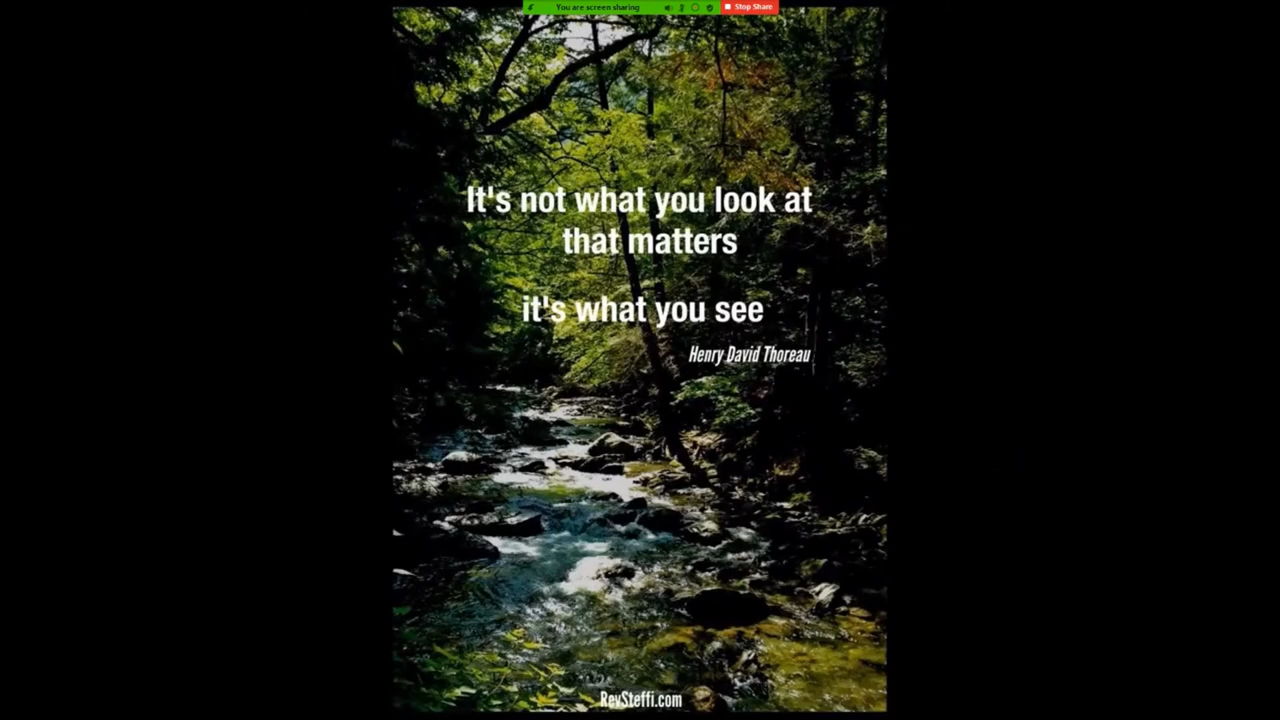 You are screen sharing
Stop Share
It's not what you look at
that matters
it's what you see
Henry David Thoreau
RevSteffi.com